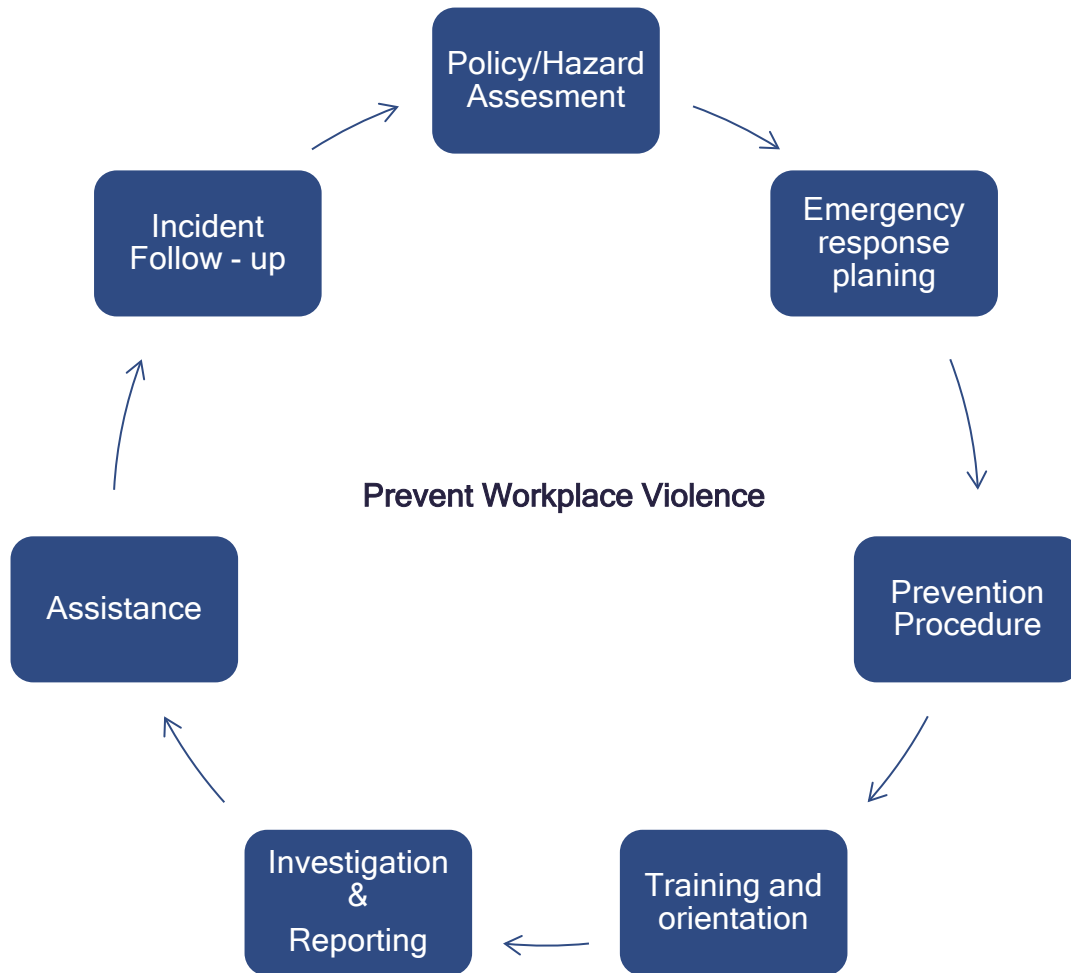 Policy/Hazard
Assesment
Emergency
response
planing
Prevention
Procedure
Training and
orientation
Investigation
&
Reporting
Assistance
Incident
Follow - up
Prevent Workplace Violence